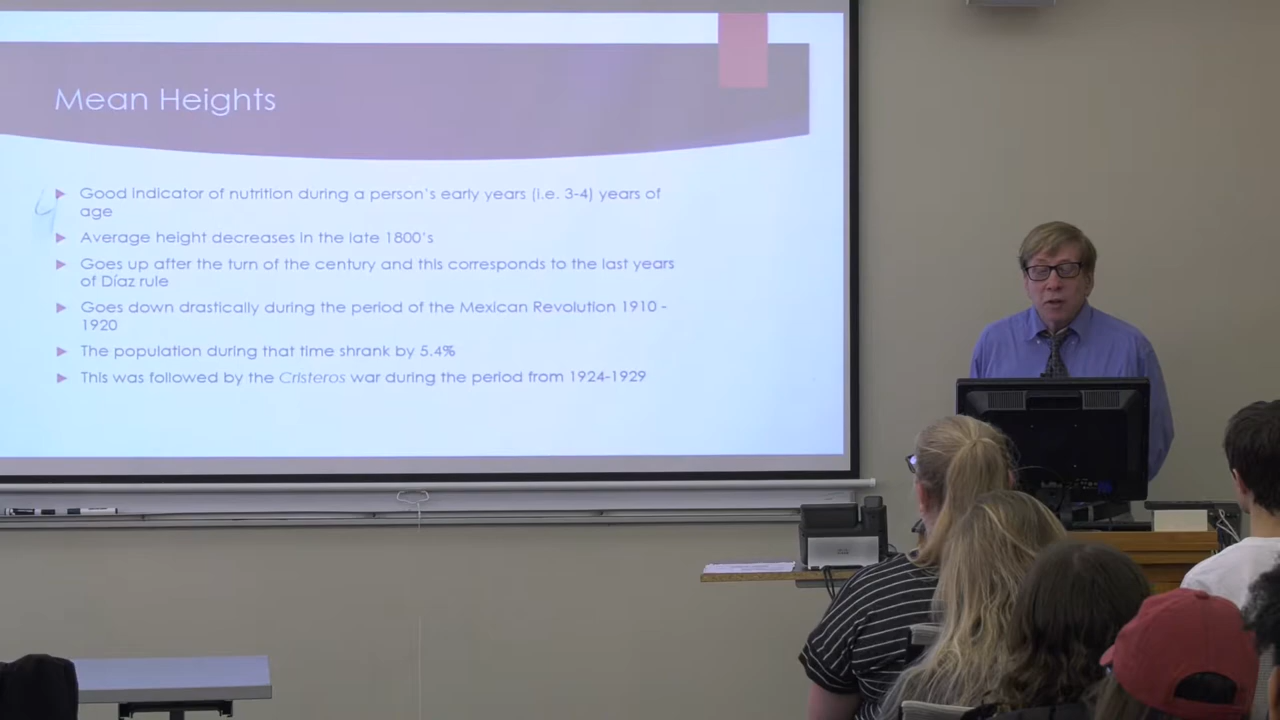 Mean Heights
Good indicator of nutrition during a person's early years (i.e. 3-4) years of
age
Average height decreases in the late 1800's
Goes up after the turn of the century and this corresponds to the last years
of Díaz rule
Goes down drastically during the period of the Mexican Revolution 1910 -
1920
The population during that time shrank by 5.4%
This was followed by the Cristeros war during the period from 1924-1929